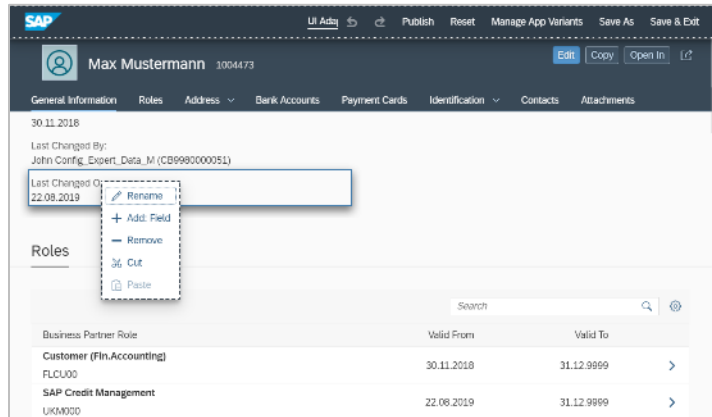 SAP
UI Adap Publish Reset Manage App Variants Save As Save & Exit
Max Mustermann 1004473
Edit Copy Open In
General Information Roles Address Bank Accounts Payment Cards Identification Contacts Attachments
30.11.2018
Last Changed By:
John Config_Expert_Data_M (CB9980000051)
Last Changed O
22.08.2019
Rename
Add: Field
Remove
Cut
Paste
Roles
Search
Business Partner Role Valid From Valid To
Customer (Fin.Accounting)
FLCU00
30.11.2018 31.12.9999
SAP Credit Management
UKM000
22.08.2019 31.12.9999